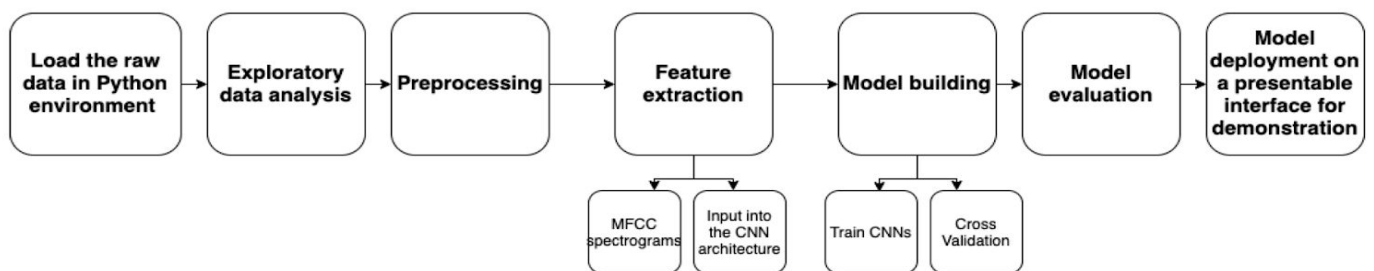 Load the raw
data in Python
environment
Exploratory
data analysis
Preprocessing
Feature
extraction
Model building
Model
evaluation
Model
deployment on
a presentable
interface for
demonstration
MFCC
spectrograms
Input into
the CNN
architecture
Train CNNs
Cross
Validation